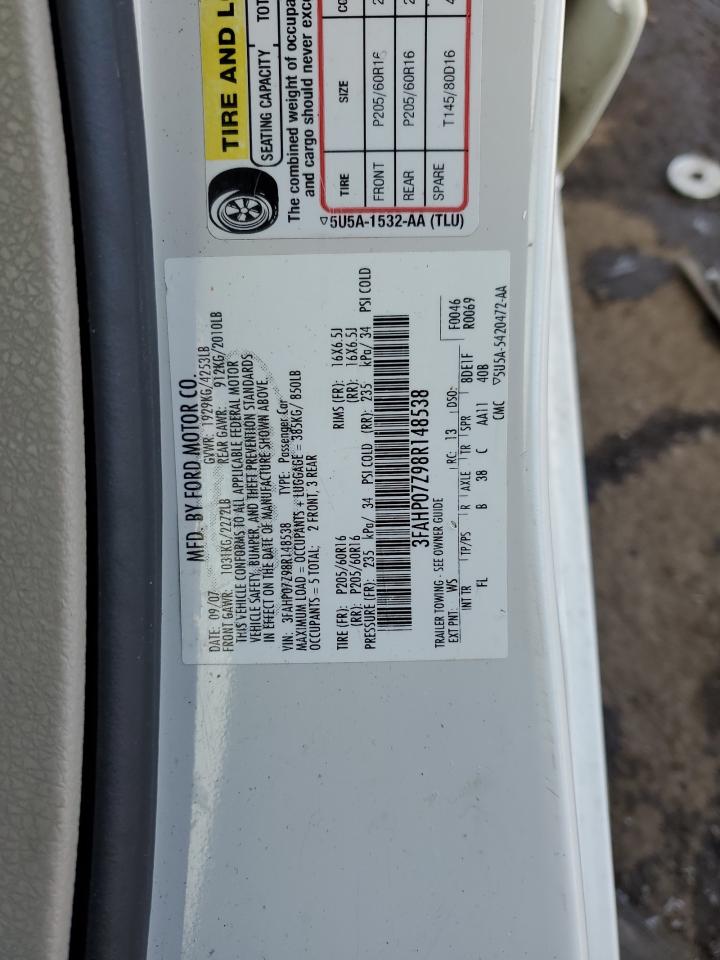 TIRE AND L
SEATING CAPACITY TOT
The combined weight of occupa
and cargo should never exce
TIRE SIZE CO
FRONT P205/60R16 2
REAR P205/60R16 2
SPARE T145/80D16 4
5U5A-1532-AA (TLU)
MFD. BY FORD MOTOR CO.
DATE: 09/07 GVWR: 1929KG/4253LB
FRONT GAWR: 1031KG/2272LB REAR GAWR: 912KG/2010LB
THIS VEHICLE CONFORMS TO ALL APPLICABLE FEDERAL MOTOR
VEHICLE SAFETY, BUMPER, AND THEFT PREVENTION STANDARDS
IN EFFECT ON THE DATE OF MANUFACTURE SHOWN ABOVE.
VIN: 3FAHP07Z98R148538 TYPE: Passenger Car
MAXIMUM LOAD = OCCUPANTS + LUGGAGE = 385KG/ 850LB
OCCUPANTS = 5 TOTAL: 2 FRONT, 3 REAR
TIRE (FR): P205/60R16 RIMS (FR): 16X6.5J
(RR): P205/60R16 (RR): 16X6.5J
PRESSURE (FR): 235 kPa/ 34 PSI COLD (RR): 235 kPa/ 34 PSI COLD
3FAHP07Z98R148538
TRAILER TOWING - SEE OWNER GUIDE F0046
EXT PNT: WS RC: 13 DSO: R0069
INT TR TP/PS R AXLE TR SPR 8DE1F
FL B 38 C AA11 40B
CMC 5U5A-5420472-AA